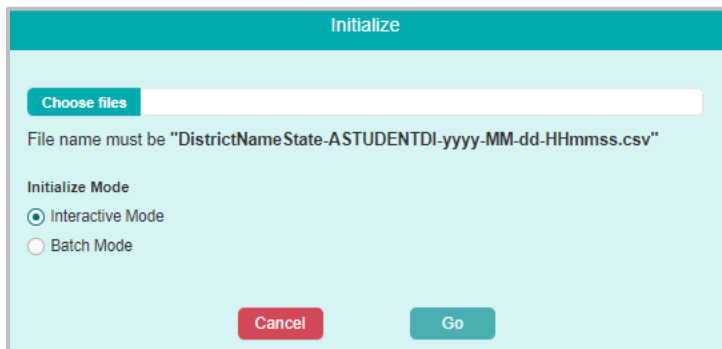 Initialize
Choose files
File name must be "DistrictNameState-ASTUDENTDI-yyyy-MM-dd-HHmmss.csv"
Initialize Mode
Interactive Mode
Batch Mode
Cancel Go